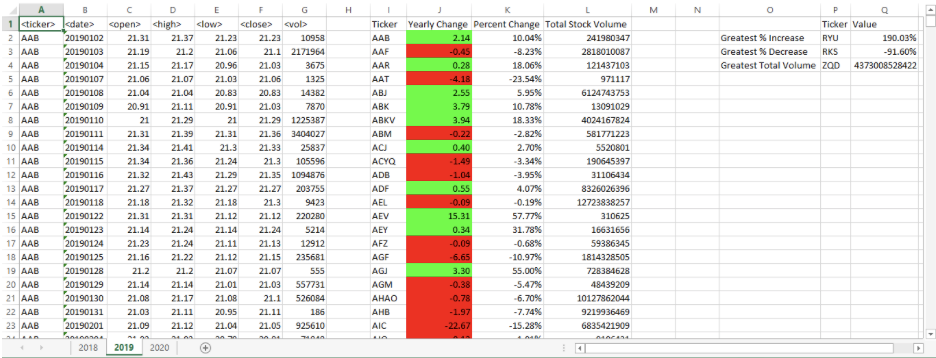 A B C D E F G H I J K L M N O P Q
1 <ticker> <date> <open> <high> <low> <close> <vol> Ticker Yearly Change Percent Change Total Stock Volume Ticker Value
2 AAB 20190102 21.31 21.37 21.23 21.23 10958 AAB 2.14 10.04% 241980347 Greatest % Increase RYU 190.03%
3 AAB 20190103 21.19 21.2 21.06 21.1 2171964 AAF -0.45 -8.23% 2818010087 Greatest % Decrease RKS -91.60%
4 AAB 20190104 21.15 21.17 20.96 21.03 3675 AAR 0.28 18.06% 121437103 Greatest Total Volume ZQD 4373008528422
5 AAB 20190107 21.06 21.07 21.03 21.06 1325 AAT -4.18 -23.54% 971117
6 AAB 20190108 21.04 21.04 20.83 20.83 14382 ABJ 2.55 5.95% 6124743753
7 AAB 20190109 20.91 21.11 20.91 21.03 7870 ABK 3.79 10.78% 13091029
8 AAB 20190110 21 21.29 21 21.29 1225387 ABKV 3.94 18.33% 4024167824
9 AAB 20190111 21.31 21.39 21.31 21.36 3404027 ABM -0.22 -2.82% 581771223
10 AAB 20190114 21.34 21.41 21.3 21.33 25837 ACJ 0.40 2.70% 5520801
11 AAB 20190115 21.34 21.36 21.24 21.3 105596 ACYQ -1.49 -3.34% 190645397
12 AAB 20190116 21.32 21.43 21.29 21.35 1094876 ADB -1.04 -3.95% 31106434
13 AAB 20190117 21.27 21.37 21.27 21.27 203755 ADF 0.55 4.07% 8326026396
14 AAB 20190118 21.18 21.32 21.18 21.3 9423 AEL -0.09 -0.19% 12723838257
15 AAB 20190122 21.31 21.31 21.12 21.12 220280 AEV 15.31 57.77% 310625
16 AAB 20190123 21.14 21.24 21.14 21.24 5214 AEY 0.34 31.78% 16631656
17 AAB 20190124 21.23 21.24 21.11 21.13 12912 AFZ -0.09 -0.68% 59386345
18 AAB 20190125 21.16 21.22 21.12 21.15 235681 AGF -6.65 -10.97% 1814328505
19 AAB 20190128 21.2 21.2 21.07 21.07 555 AGJ 3.30 55.00% 728384628
20 AAB 20190129 21.14 21.14 21.01 21.03 557731 AGM -0.38 -5.47% 48439209
21 AAB 20190130 21.08 21.17 21.08 21.1 526084 AHAO -0.78 -6.70% 10127862044
22 AAB 20190131 21.03 21.11 20.95 21.11 186 AHB -1.97 -7.74% 9219936469
23 AAB 20190201 21.09 21.12 21.04 21.05 925610 AIC -22.67 -15.28% 6835421909
2018 2019 2020